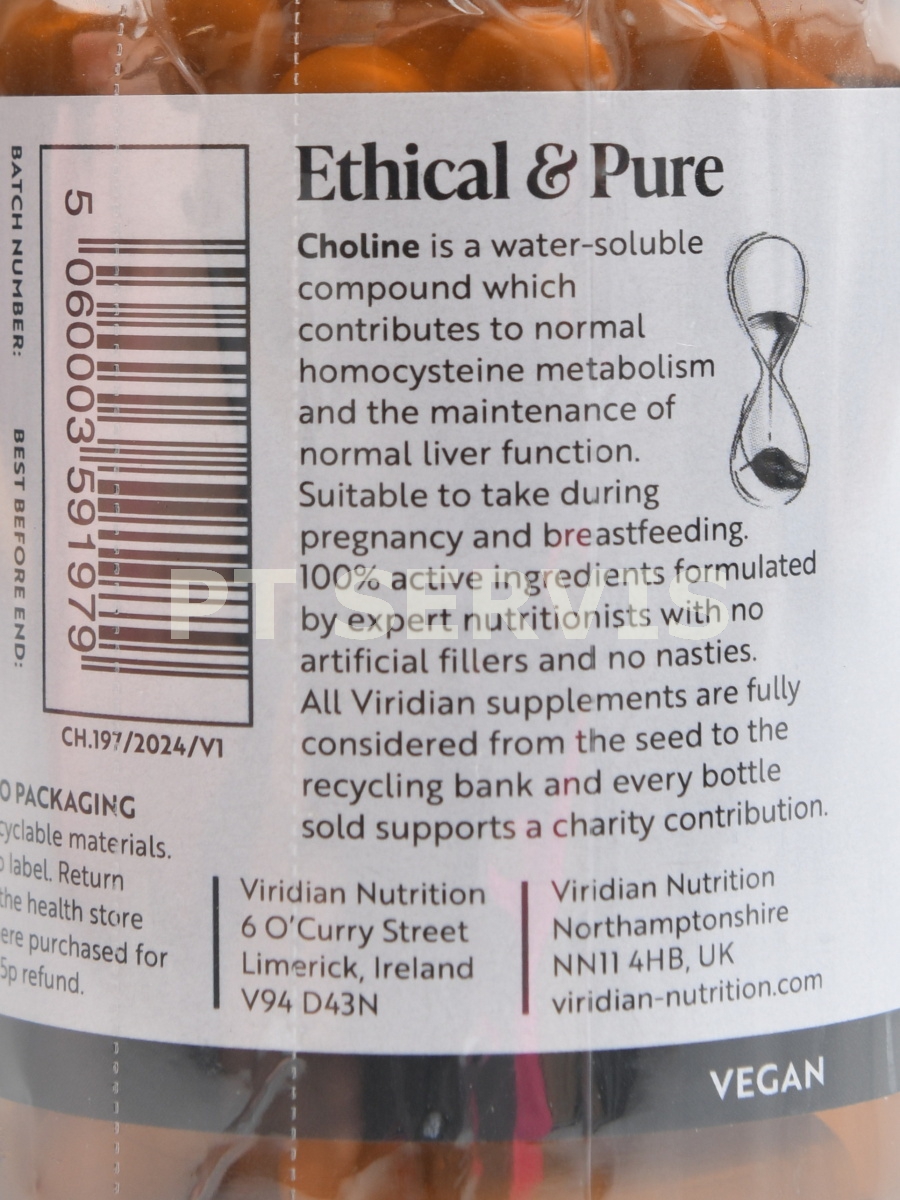 BATCH NUMBER:
BEST BEFORE END:
5 060003 591979
CH.197/2024/V1
O PACKAGING
cyclable materials.
label. Return
the health store
ere purchased for
5p refund.
Ethical & Pure
Choline is a water-soluble
compound which
contributes to normal
homocysteine metabolism
and the maintenance of
normal liver function.
Suitable to take during
pregnancy and breastfeeding.
100% active ingredients formulated
by expert nutritionists with no
artificial fillers and no nasties.
All Viridian supplements are fully
considered from the seed to the
recycling bank and every bottle
sold supports a charity contribution.
Viridian Nutrition
6 O'Curry Street
Limerick, Ireland
V94 D43N
Viridian Nutrition
Northamptonshire
NN11 4HB, UK
viridian-nutrition.com
VEGAN
PT SERVIS